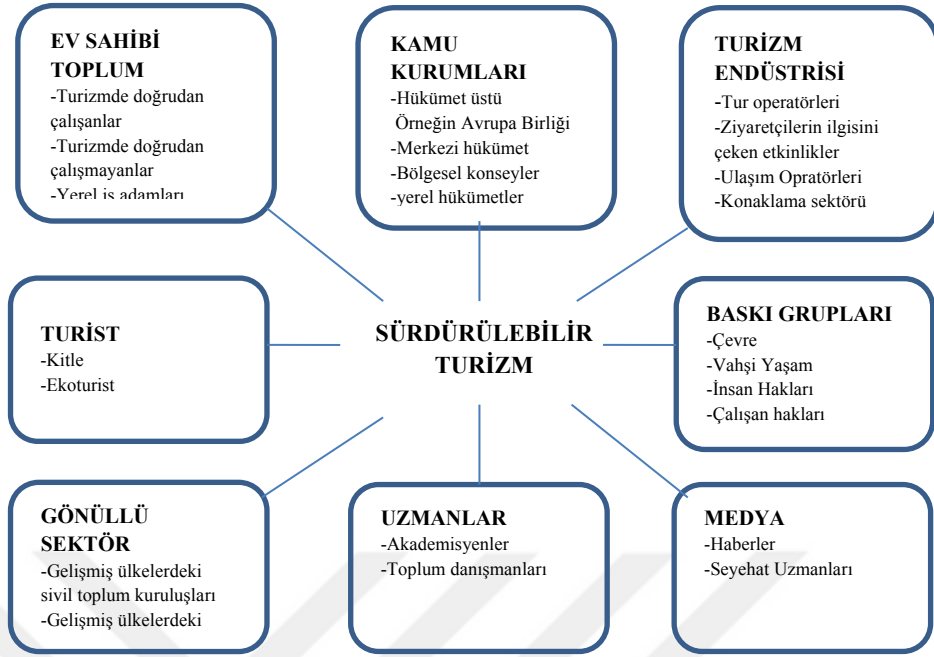 EV SAHİBİ
TOPLUM
-Turizmde doğrudan
çalışanlar
-Turizmde doğrudan
çalışmayanlar
-Yerel iş adamları
KAMU
KURUMLARI
-Hükümet üstü
Örneğin Avrupa Birliği
-Merkezi hükümet
-Bölgesel konseyler
-yerel hükümetler
TURİZM
ENDÜSTRİSİ
-Tur operatörleri
-Ziyaretçilerin ilgisini
çeken etkinlikler
-Ulaşım Opratörleri
-Konaklama sektörü
TURİST
-Kitle
-Ekoturist
SÜRDÜRÜLEBİLİR
TURİZM
BASKI GRUPLARI
-Çevre
-Vahşi Yaşam
-İnsan Hakları
-Çalışan hakları
GÖNÜLLÜ
SEKTÖR
-Gelişmiş ülkelerdeki
sivil toplum kuruluşları
-Gelişmiş ülkelerdeki
UZMANLAR
-Akademisyenler
-Toplum danışmanları
MEDYA
-Haberler
-Seyehat Uzmanları